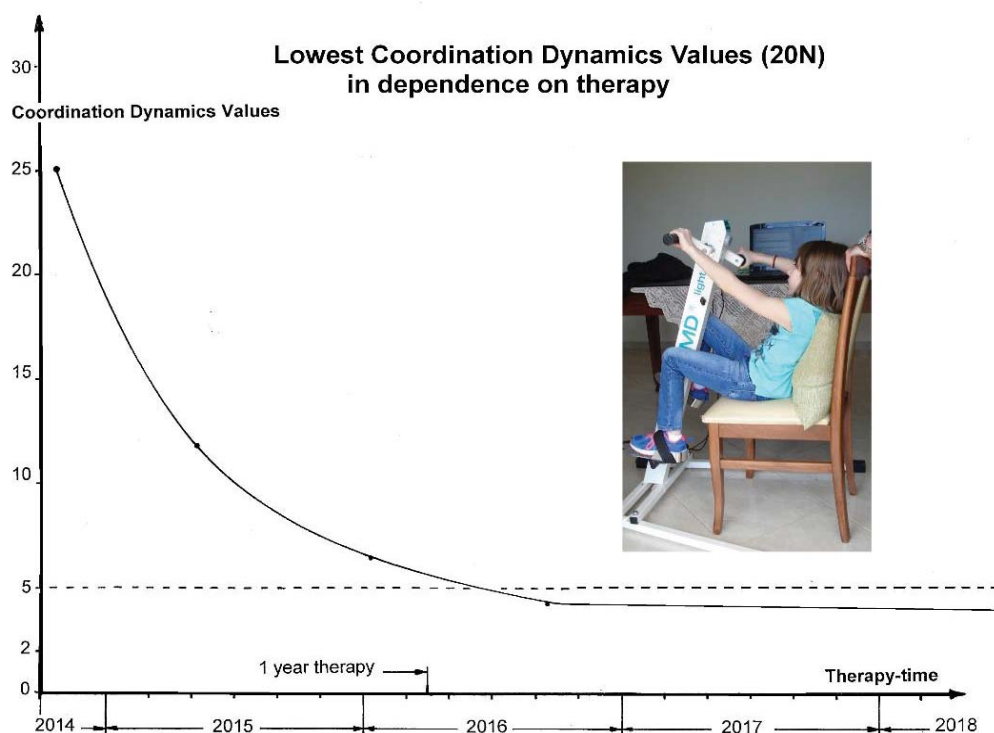 Lowest Coordination Dynamics Values (20N)
in dependence on therapy
30
Coordination Dynamics Values
25
20
15
10
5
2
0
MD light
1 year therapy
Therapy-time
2014
2015
2016
2017
2018